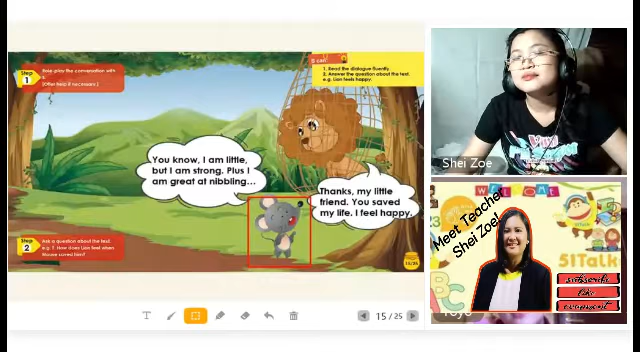 Step 1
Role-play the conversation with
S.
(Offer help if necessary.)
S can
1. Read the dialogue fluently.
2. Answer the question about the text.
e.g. Lion feels happy.
You know, I am little,
but I am strong. Plus I
am great at nibbling...
Thanks, my little
friend. You saved
my life. I feel happy.
Step 2
Ask a question about the text.
e.g. T: How does Lion feel when
Mouse saved him?
15/25
T
15 / 25
Shei Zoe
Meet Teacher
Shei Zoe!
51Talk
subscribe
like
comment